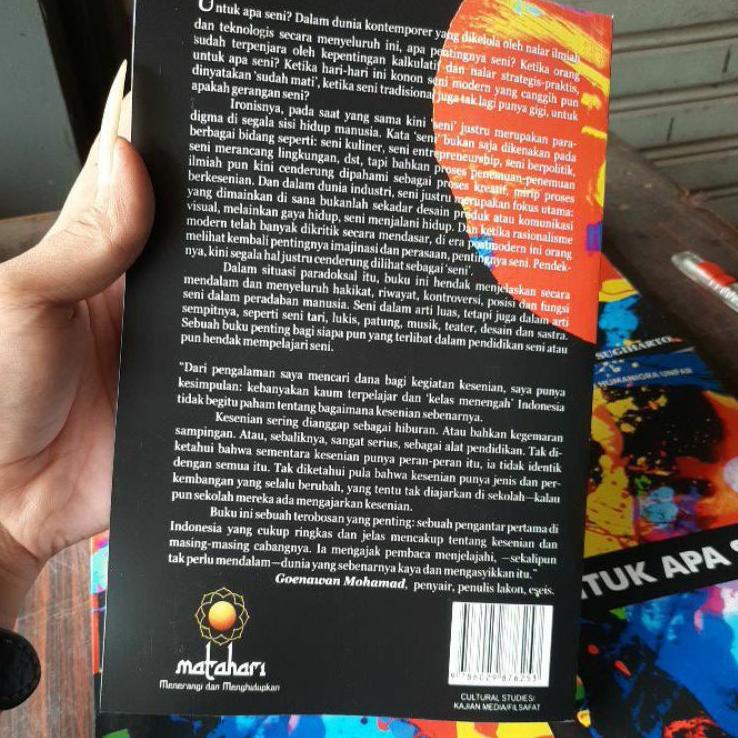 Untuk apa seni? Dalam dunia kontemporer yang dikelola oleh nalar ilmiah
dan teknologis secara menyeluruh ini, apa pentingnya seni? Ketika orang
sudah terpenjara oleh kepentingan kalkulatif dan nalar strategis-praktis,
untuk apa seni? Ketika hari-hari ini konon seni modern yang canggih pun
dinyatakan 'sudah mati', ketika seni tradisional juga tak lagi punya gigi, untuk
apakah gerangan seni?
Ironisnya, pada saat yang sama kini 'seni' justru merupakan para-
digma di segala sisi hidup manusia. Kata 'seni' bukan saja dikenakan pada
berbagai bidang seperti: seni kuliner, seni entrepreneurship, seni berpolitik,
seni merancang lingkungan, dst, tapi bahkan proses penemuan-penemuan
ilmiah pun kini cenderung dipahami sebagai proses kreatif, mirip proses
berkesenian. Dan dalam dunia industri, seni justru merupakan fokus utama:
yang dimainkan di sana bukanlah sekadar desain produk atau komunikasi
visual, melainkan gaya hidup, seni menjalani hidup. Dan ketika rasionalisme
modern telah banyak dikritik secara mendasar, di era postmodern ini orang
melihat kembali pentingnya imajinasi dan perasaan, pentingnya seni. Pendek-
nya, kini segala hal justru cenderung dilihat sebagai 'seni'.
Dalam situasi paradoksal itu, buku ini hendak menjelaskan secara
mendalam dan menyeluruh hakikat, riwayat, kontroversi, posisi dan fungsi
seni dalam peradaban manusia. Seni dalam arti luas, tetapi juga dalam arti
sempitnya, seperti seni tari, lukis, patung, musik, teater, desain dan sastra.
Sebuah buku penting bagi siapa pun yang terlibat dalam pendidikan seni atau
pun hendak mempelajari seni.
"Dari pengalaman saya mencari dana bagi kegiatan kesenian, saya punya
kesimpulan: kebanyakan kaum terpelajar dan 'kelas menengah' Indonesia
tidak begitu paham tentang bagaimana kesenian sebenarnya.
Kesenian sering dianggap sebagai hiburan. Atau bahkan kegemaran
sampingan. Atau, sebaliknya, sangat serius, sebagai alat pendidikan. Tak di-
ketahui bahwa sementara kesenian punya peran-peran itu, ia tidak identik
dengan semua itu. Tak diketahui pula bahwa kesenian punya jenis dan per-
kembangan yang selalu berubah, yang tentu tak diajarkan di sekolah—kalau
pun sekolah mereka ada mengajarkan kesenian.
Buku ini sebuah terobosan yang penting: sebuah pengantar pertama di
Indonesia yang cukup ringkas dan jelas mencakup tentang kesenian dan
masing-masing cabangnya. Ia mengajak pembaca menjelajahi, —sekalipun
tak perlu mendalam—dunia yang sebenarnya kaya dan mengasyikkan itu."
Goenawan Mohamad, penyair, penulis lakon, eseis.
matahari
Menerangi dan Menghidupkan
9786029876253
CULTURAL STUDIES:
KAJIAN MEDIA/FILSAFAT
SUGIHARTO
HUMANIORA UNPAR
TUK APA S